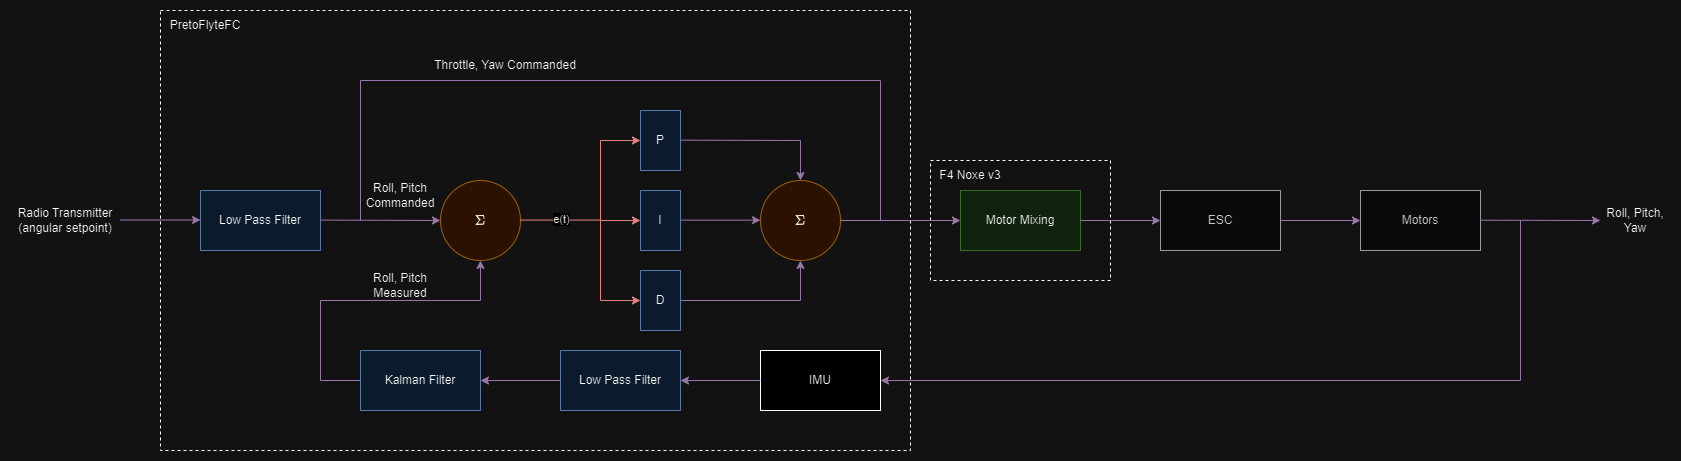 PretoFlyteFC
Throttle, Yaw Commanded
P
Roll, Pitch
Commanded
F4 Noxe v3
Radio Transmitter
(angular setpoint)
Low Pass Filter
Σ
e(t)
I
Σ
Motor Mixing
ESC
Motors
Roll, Pitch,
Yaw
Roll, Pitch
Measured
D
Kalman Filter
Low Pass Filter
IMU